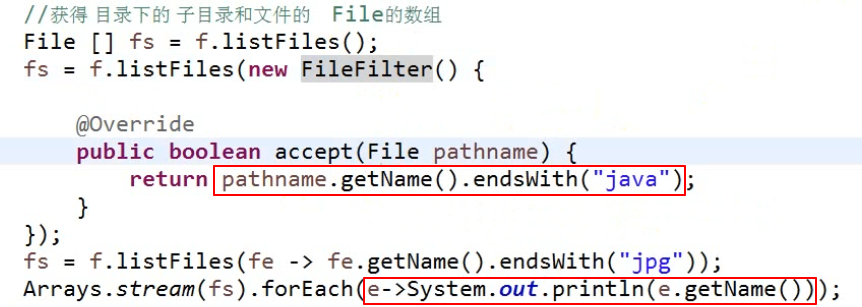 //获得 目录下的 子目录和文件的 File的数组
File [] fs = f.listFiles();
fs = f.listFiles(new FileFilter() {
@Override
public boolean accept(File pathname) {
return pathname.getName().endsWith("java");
}
});
fs = f.listFiles(fe -> fe.getName().endsWith("jpg"));
Arrays.stream(fs).forEach(e->System.out.println(e.getName()));